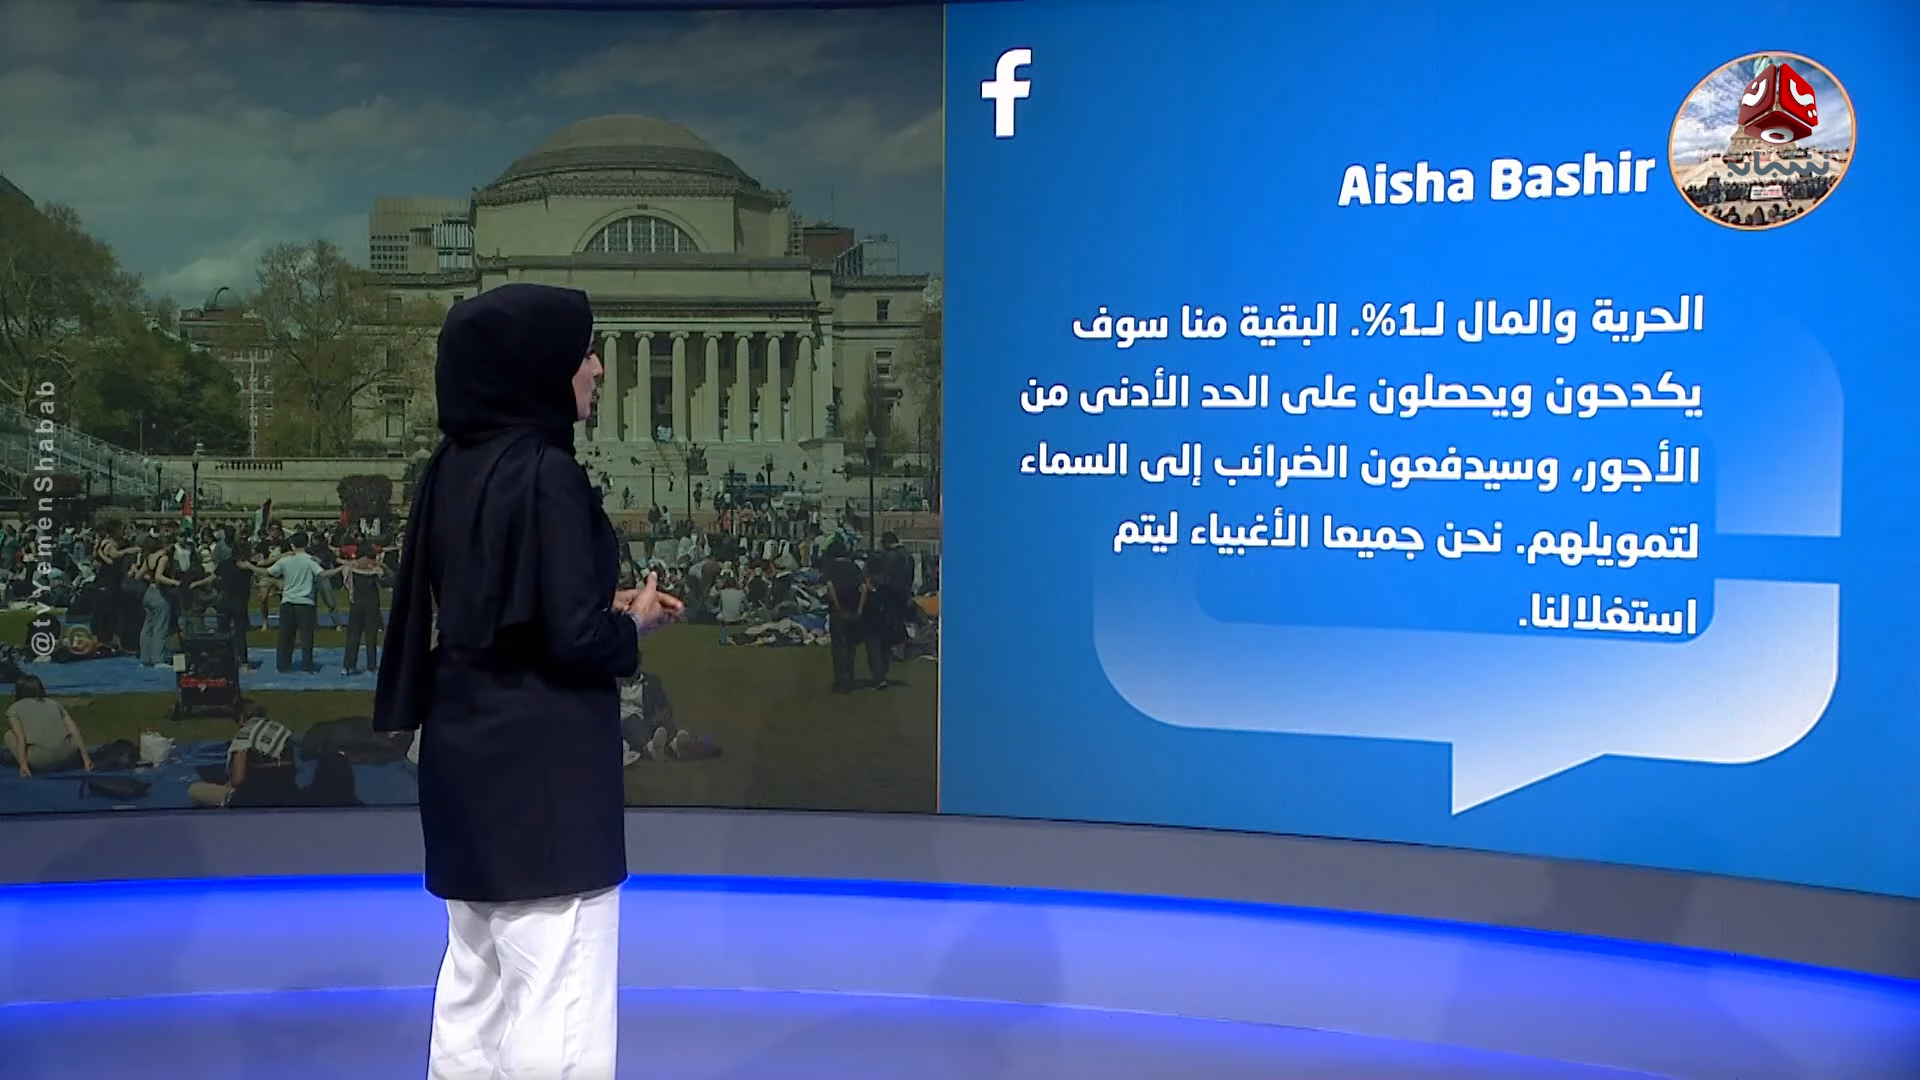 Aisha Bashir
الحرية والمال لـ1%. البقية منا سوف
يكدحون ويحصلون على الحد الأدنى من
الأجور، وسيدفعون الضرائب إلى السماء
لتمويلهم. نحن جميعا الأغبياء ليتم
استغلالنا.
@tvYemenShabab